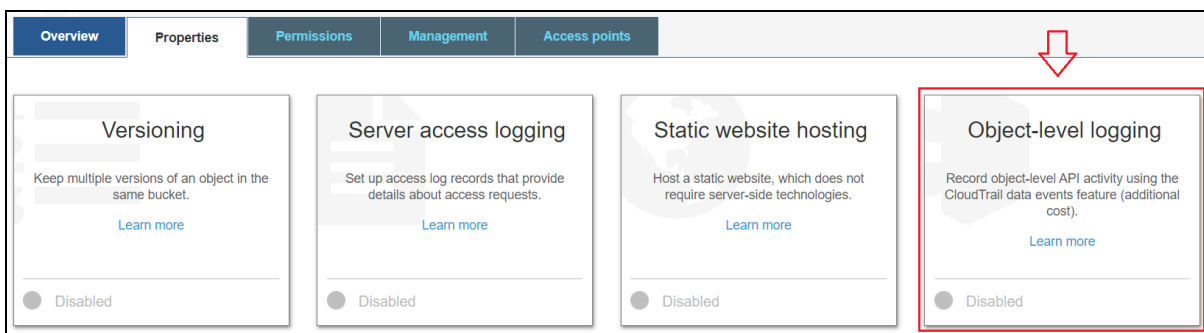 Overview
Properties
Permissions
Management
Access points
Versioning
Keep multiple versions of an object in the
same bucket.
Learn more
Disabled
Server access logging
Set up access log records that provide
details about access requests.
Learn more
Disabled
Static website hosting
Host a static website, which does not
require server-side technologies.
Learn more
Disabled
Object-level logging
Record object-level API activity using the
CloudTrail data events feature (additional
cost).
Learn more
Disabled